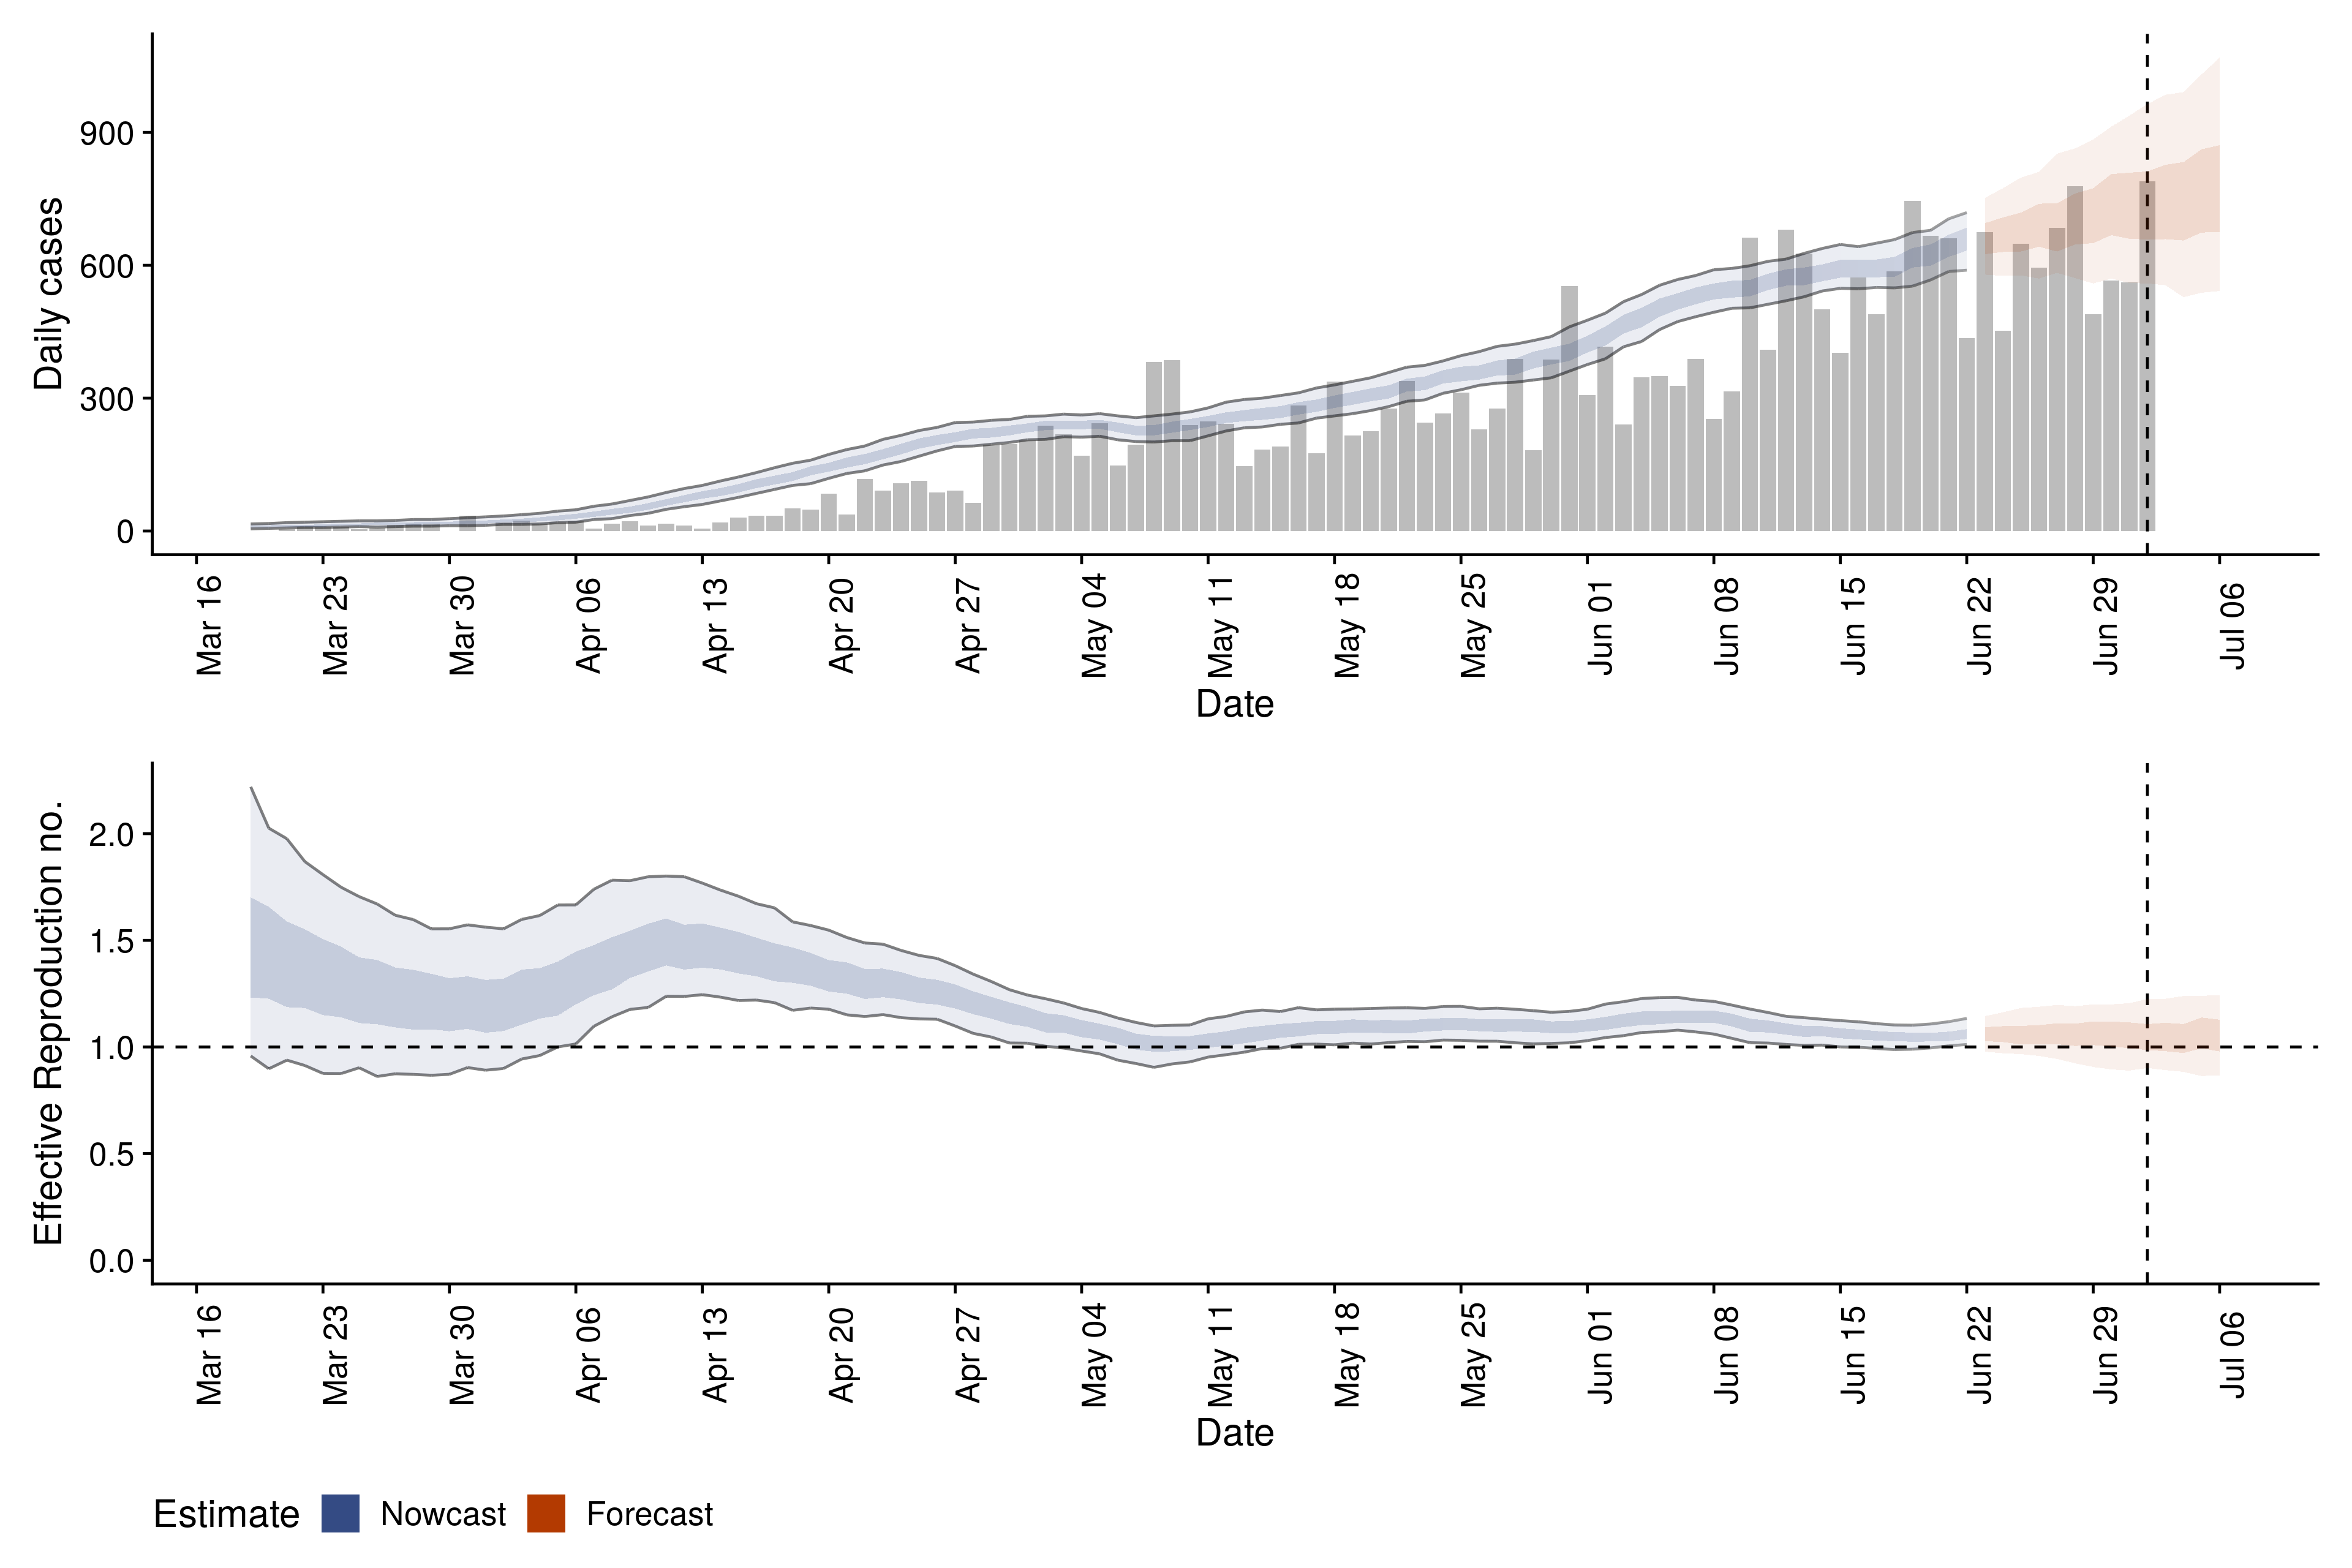 Daily cases
900
600
300
0
Mar 16
Mar 23
Mar 30
Apr 06
Apr 13
Apr 20
Apr 27
May 04
May 11
May 18
May 25
Jun 01
Jun 08
Jun 15
Jun 22
Jun 29
Jul 06
Date
Effective Reproduction no.
2.0
1.5
1.0
0.5
0.0
Mar 16
Mar 23
Mar 30
Apr 06
Apr 13
Apr 20
Apr 27
May 04
May 11
May 18
May 25
Jun 01
Jun 08
Jun 15
Jun 22
Jun 29
Jul 06
Date
Estimate Nowcast Forecast